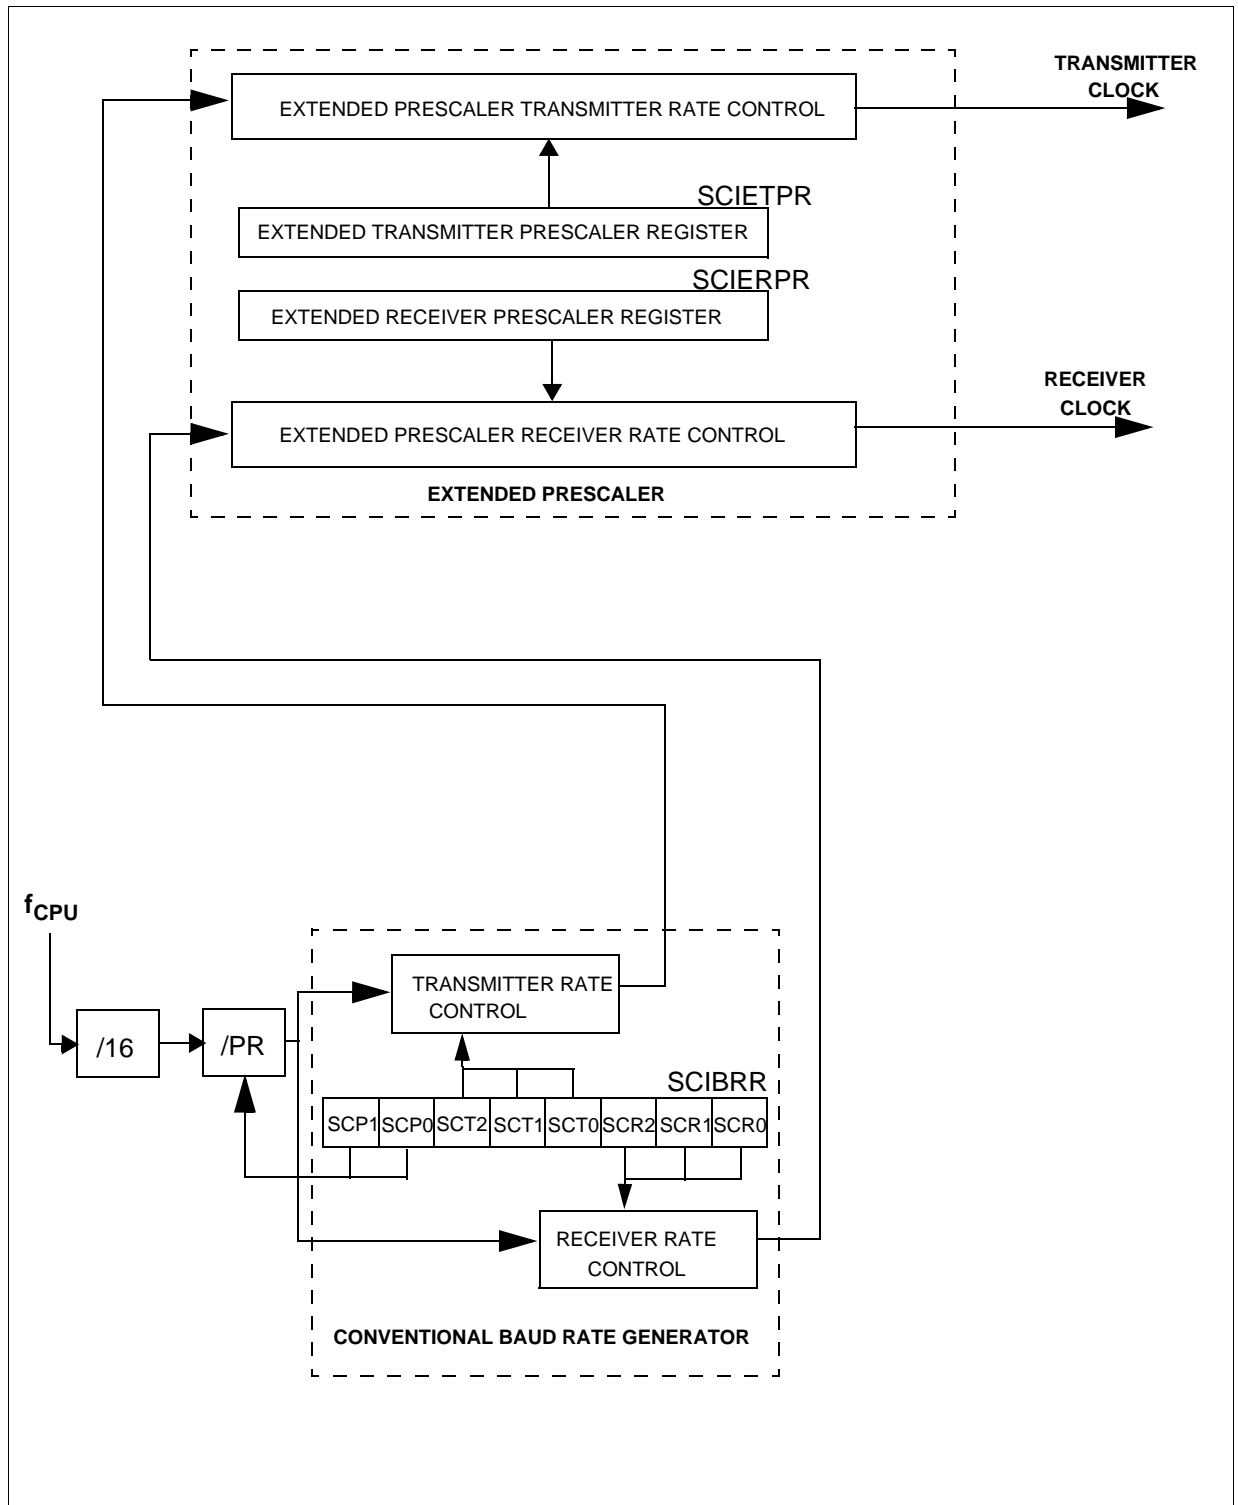 TRANSMITTER
CLOCK
EXTENDED PRESCALER TRANSMITTER RATE CONTROL
SCIETPR
EXTENDED TRANSMITTER PRESCALER REGISTER
SCIERPR
EXTENDED RECEIVER PRESCALER REGISTER
RECEIVER
CLOCK
EXTENDED PRESCALER RECEIVER RATE CONTROL
EXTENDED PRESCALER
fCPU
TRANSMITTER RATE
CONTROL
/16
/PR
SCIBRR
SCP1 SCP0 SCT2 SCT1 SCT0 SCR2 SCR1 SCR0
RECEIVER RATE
CONTROL
CONVENTIONAL BAUD RATE GENERATOR